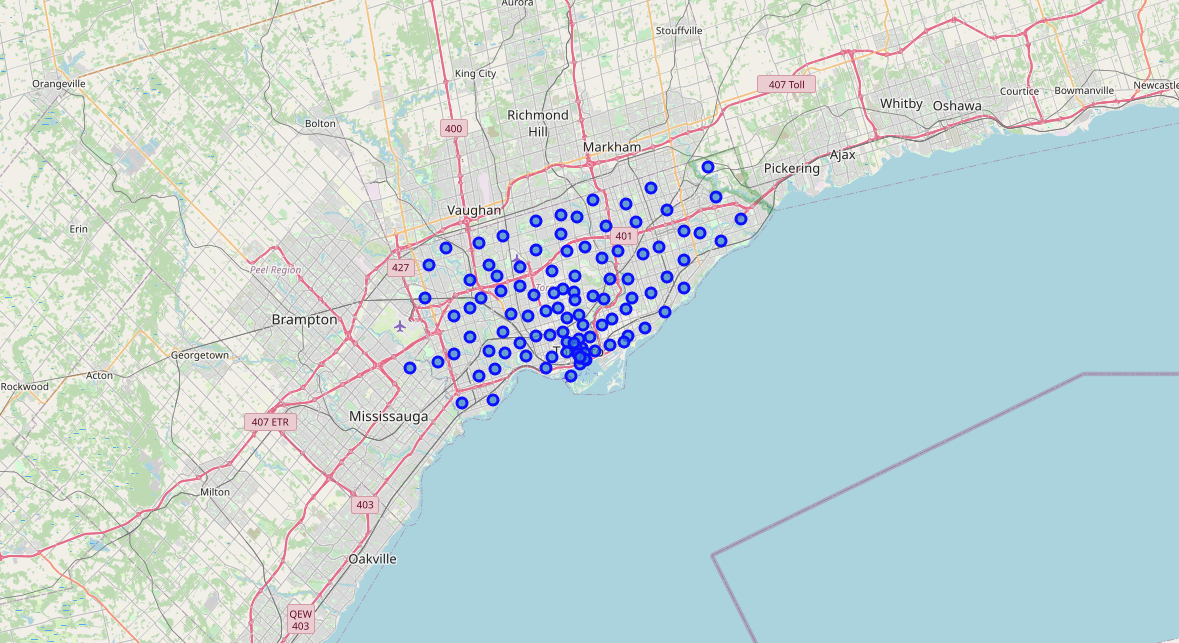 Aurora
Stouffville
Orangeville
King City
407 Toll
Courtice
Bowmanville
Newcastle
Whitby
Oshawa
Richmond
Hill
Bolton
400
Markham
Ajax
Pickering
Vaughan
Erin
401
427
Peel Region
Brampton
Georgetown
Acton
Rockwood
Mississauga
407 ETR
Milton
403
Oakville
QEW
403